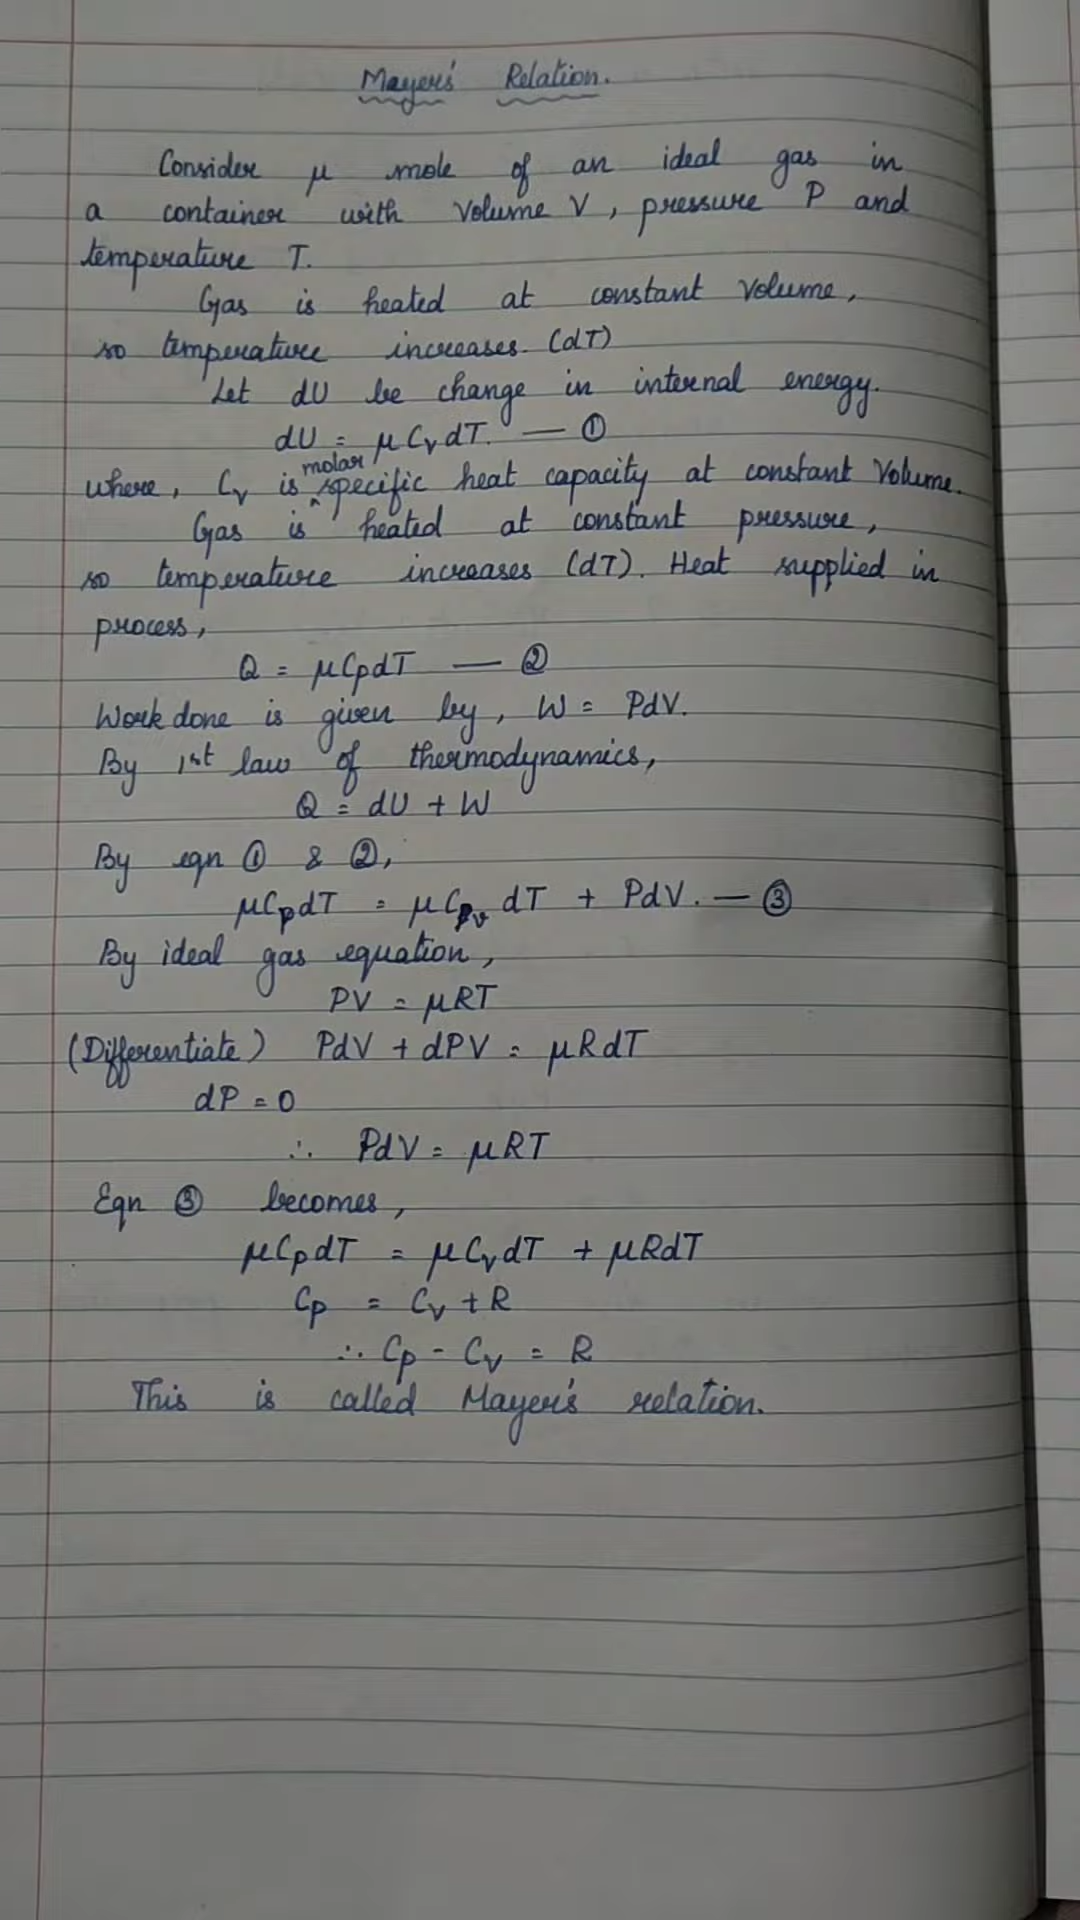 Mayer's Relation.
Consider μ mole of an ideal gas in
a container with volume V, pressure P and
temperature T.
Gas is heated at constant volume,
so temperature increases. (dT)
Let dU be change in internal energy.
dU = μCᵥdT. — ①
where, Cᵥ is molar specific heat capacity at constant volume.
Gas is heated at constant pressure,
so temperature increases (dT). Heat supplied in
process,
Q = μCpdT — ②
Work done is given by, W = PdV.
By 1st law of thermodynamics,
Q = dU + W
By eqn ① & ②,
μCpdT = μCᵥ dT + PdV. — ③
By ideal gas equation,
PV = μRT
(Differentiate) PdV + dPV = μRdT
dP = 0
∴ PdV = μRT
Eqn ③ becomes,
μCpdT = μCᵥdT + μRdT
Cp = Cᵥ + R
∴ Cp - Cᵥ = R
This is called Mayer's relation.